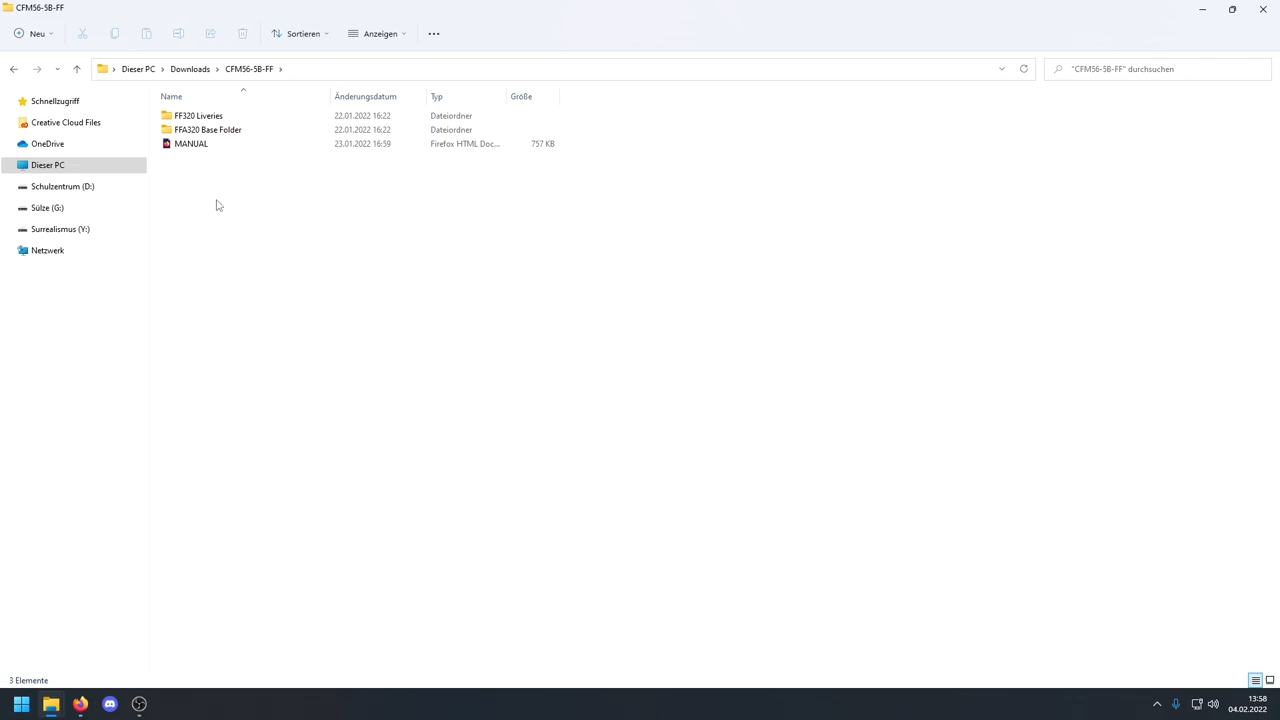 CFM56-5B-FF
Neu
Sortieren
Anzeigen
Dieser PC
Downloads
CFM56-5B-FF
"CFM56-5B-FF" durchsuchen
Name
Änderungsdatum
Typ
Größe
FF320 Liveries
22.01.2022 16:22
Dateiordner
FFA320 Base Folder
22.01.2022 16:22
Dateiordner
MANUAL
23.01.2022 16:59
Firefox HTML Doc...
757 KB
Schnellzugriff
Creative Cloud Files
OneDrive
Dieser PC
Schulzentrum (D:)
Sülze (G:)
Surrealismus (Y:)
Netzwerk
3 Elemente
13:58
04.02.2022